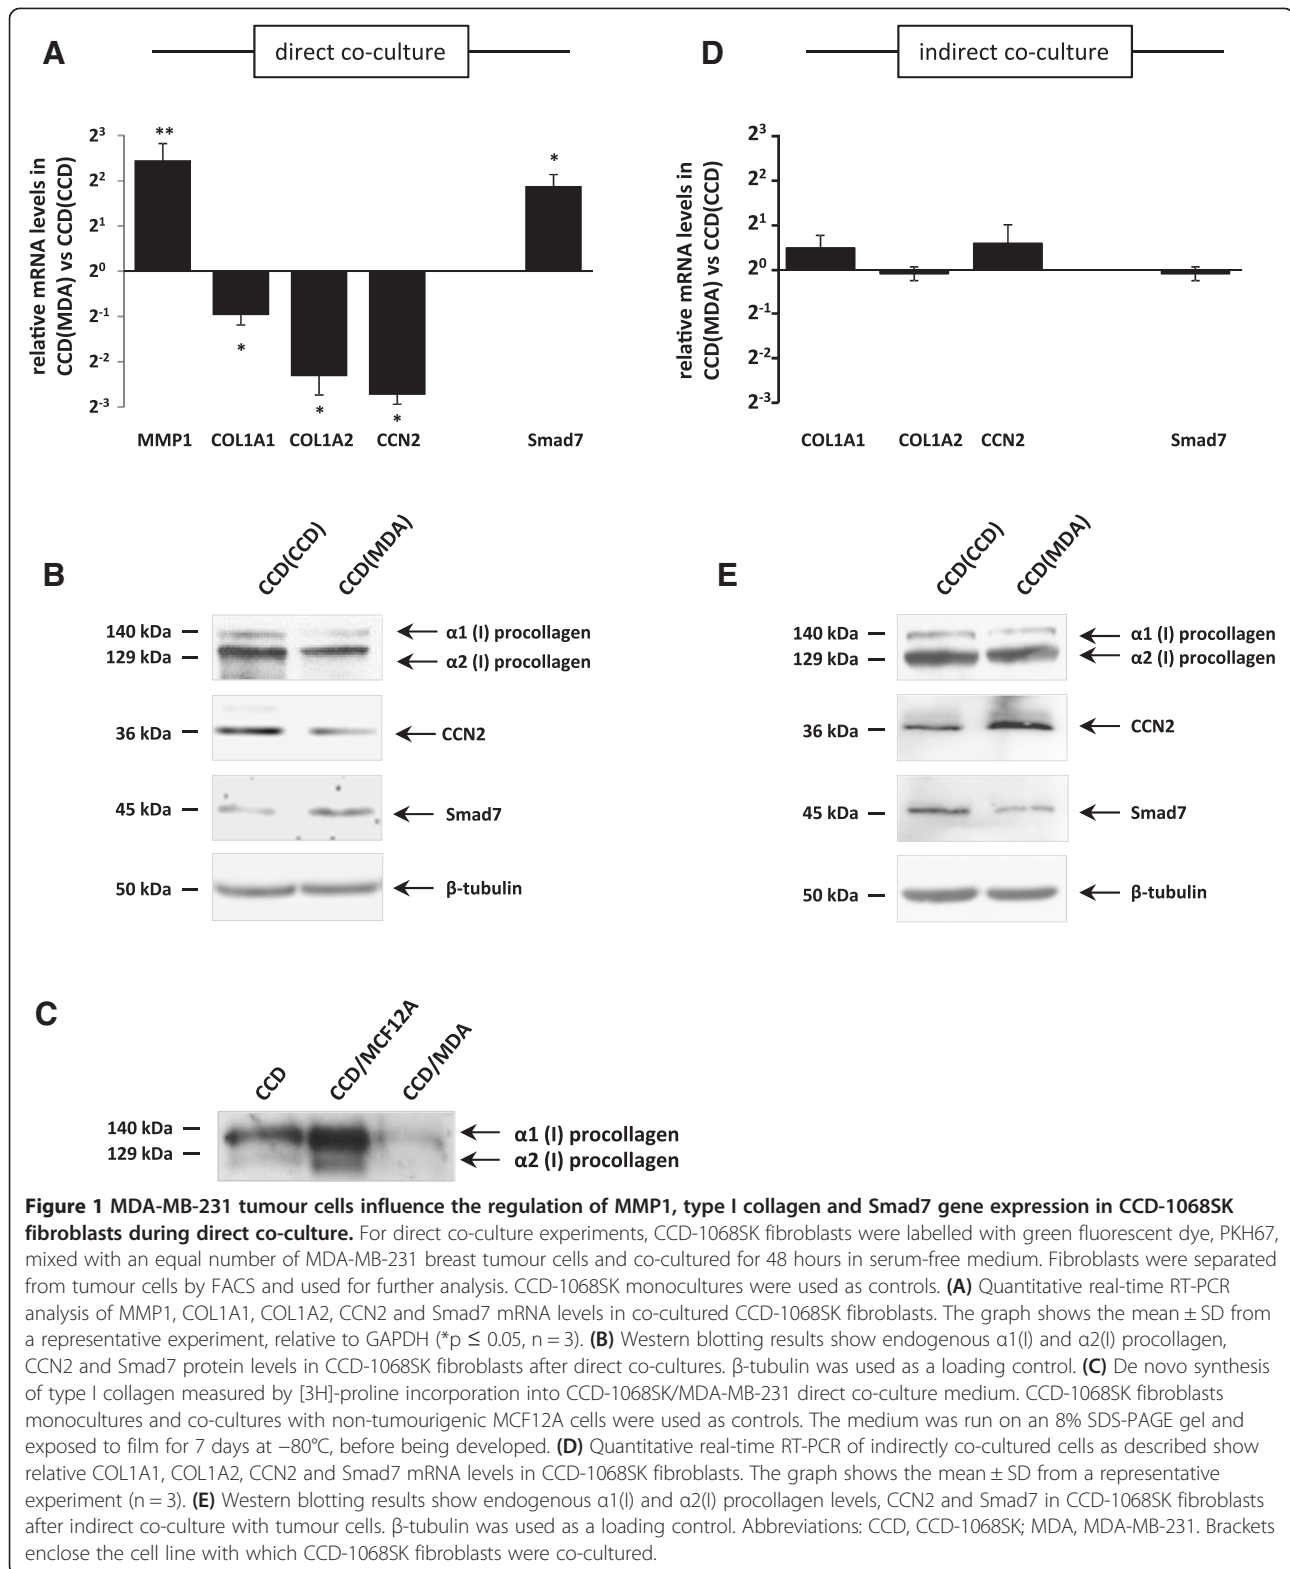 A
direct co-culture
relative mRNA levels in
CCD(MDA) vs CCD(CCD)
2³
2²
2¹
2⁰
2⁻¹
2⁻²
2⁻³
**
*
*
*
*
MMP1 COL1A1 COL1A2 CCN2 Smad7
D
indirect co-culture
relative mRNA levels in
CCD(MDA) vs CCD(CCD)
2³
2²
2¹
2⁰
2⁻¹
2⁻²
2⁻³
COL1A1 COL1A2 CCN2 Smad7
B
CCD(CCD) CCD(MDA)
140 kDa α1 (I) procollagen
129 kDa α2 (I) procollagen
36 kDa CCN2
45 kDa Smad7
50 kDa β-tubulin
E
CCD(CCD) CCD(MDA)
140 kDa α1 (I) procollagen
129 kDa α2 (I) procollagen
36 kDa CCN2
45 kDa Smad7
50 kDa β-tubulin
C
CCD CCD/MCF12A CCD/MDA
140 kDa α1 (I) procollagen
129 kDa α2 (I) procollagen
Figure 1 MDA-MB-231 tumour cells influence the regulation of MMP1, type I collagen and Smad7 gene expression in CCD-1068SK
fibroblasts during direct co-culture. For direct co-culture experiments, CCD-1068SK fibroblasts were labelled with green fluorescent dye, PKH67,
mixed with an equal number of MDA-MB-231 breast tumour cells and co-cultured for 48 hours in serum-free medium. Fibroblasts were separated
from tumour cells by FACS and used for further analysis. CCD-1068SK monocultures were used as controls. (A) Quantitative real-time RT-PCR
analysis of MMP1, COL1A1, COL1A2, CCN2 and Smad7 mRNA levels in co-cultured CCD-1068SK fibroblasts. The graph shows the mean ± SD from
a representative experiment, relative to GAPDH (*p ≤ 0.05, n = 3). (B) Western blotting results show endogenous α1(I) and α2(I) procollagen,
CCN2 and Smad7 protein levels in CCD-1068SK fibroblasts after direct co-cultures. β-tubulin was used as a loading control. (C) De novo synthesis
of type I collagen measured by [3H]-proline incorporation into CCD-1068SK/MDA-MB-231 direct co-culture medium. CCD-1068SK fibroblasts
monocultures and co-cultures with non-tumourigenic MCF12A cells were used as controls. The medium was run on an 8% SDS-PAGE gel and
exposed to film for 7 days at −80°C, before being developed. (D) Quantitative real-time RT-PCR of indirectly co-cultured cells as described show
relative COL1A1, COL1A2, CCN2 and Smad7 mRNA levels in CCD-1068SK fibroblasts. The graph shows the mean ± SD from a representative
experiment (n = 3). (E) Western blotting results show endogenous α1(I) and α2(I) procollagen levels, CCN2 and Smad7 in CCD-1068SK fibroblasts
after indirect co-culture with tumour cells. β-tubulin was used as a loading control. Abbreviations: CCD, CCD-1068SK; MDA, MDA-MB-231. Brackets
enclose the cell line with which CCD-1068SK fibroblasts were co-cultured.